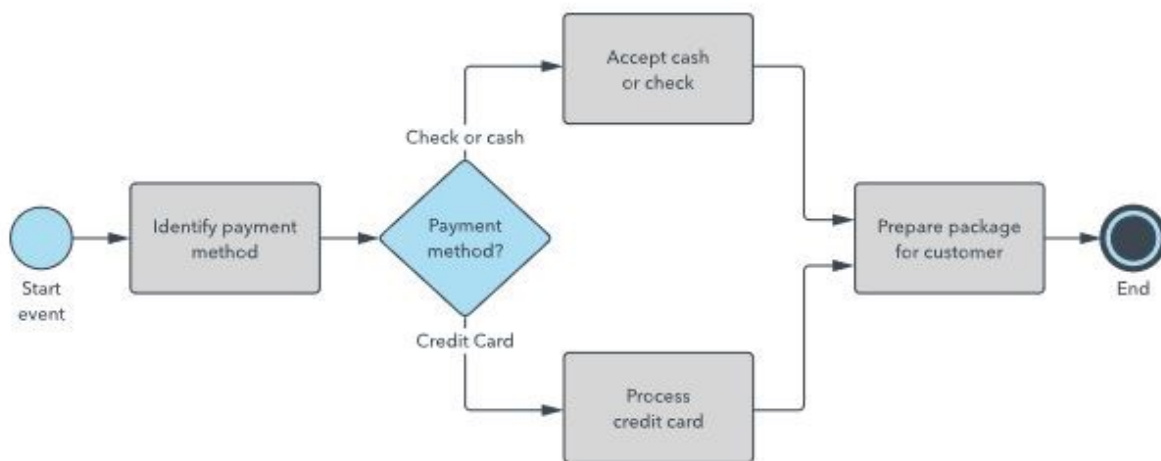 Start
event
Identify payment
method
Payment
method?
Check or cash
Accept cash
or check
Credit Card
Process
credit card
Prepare package
for customer
End